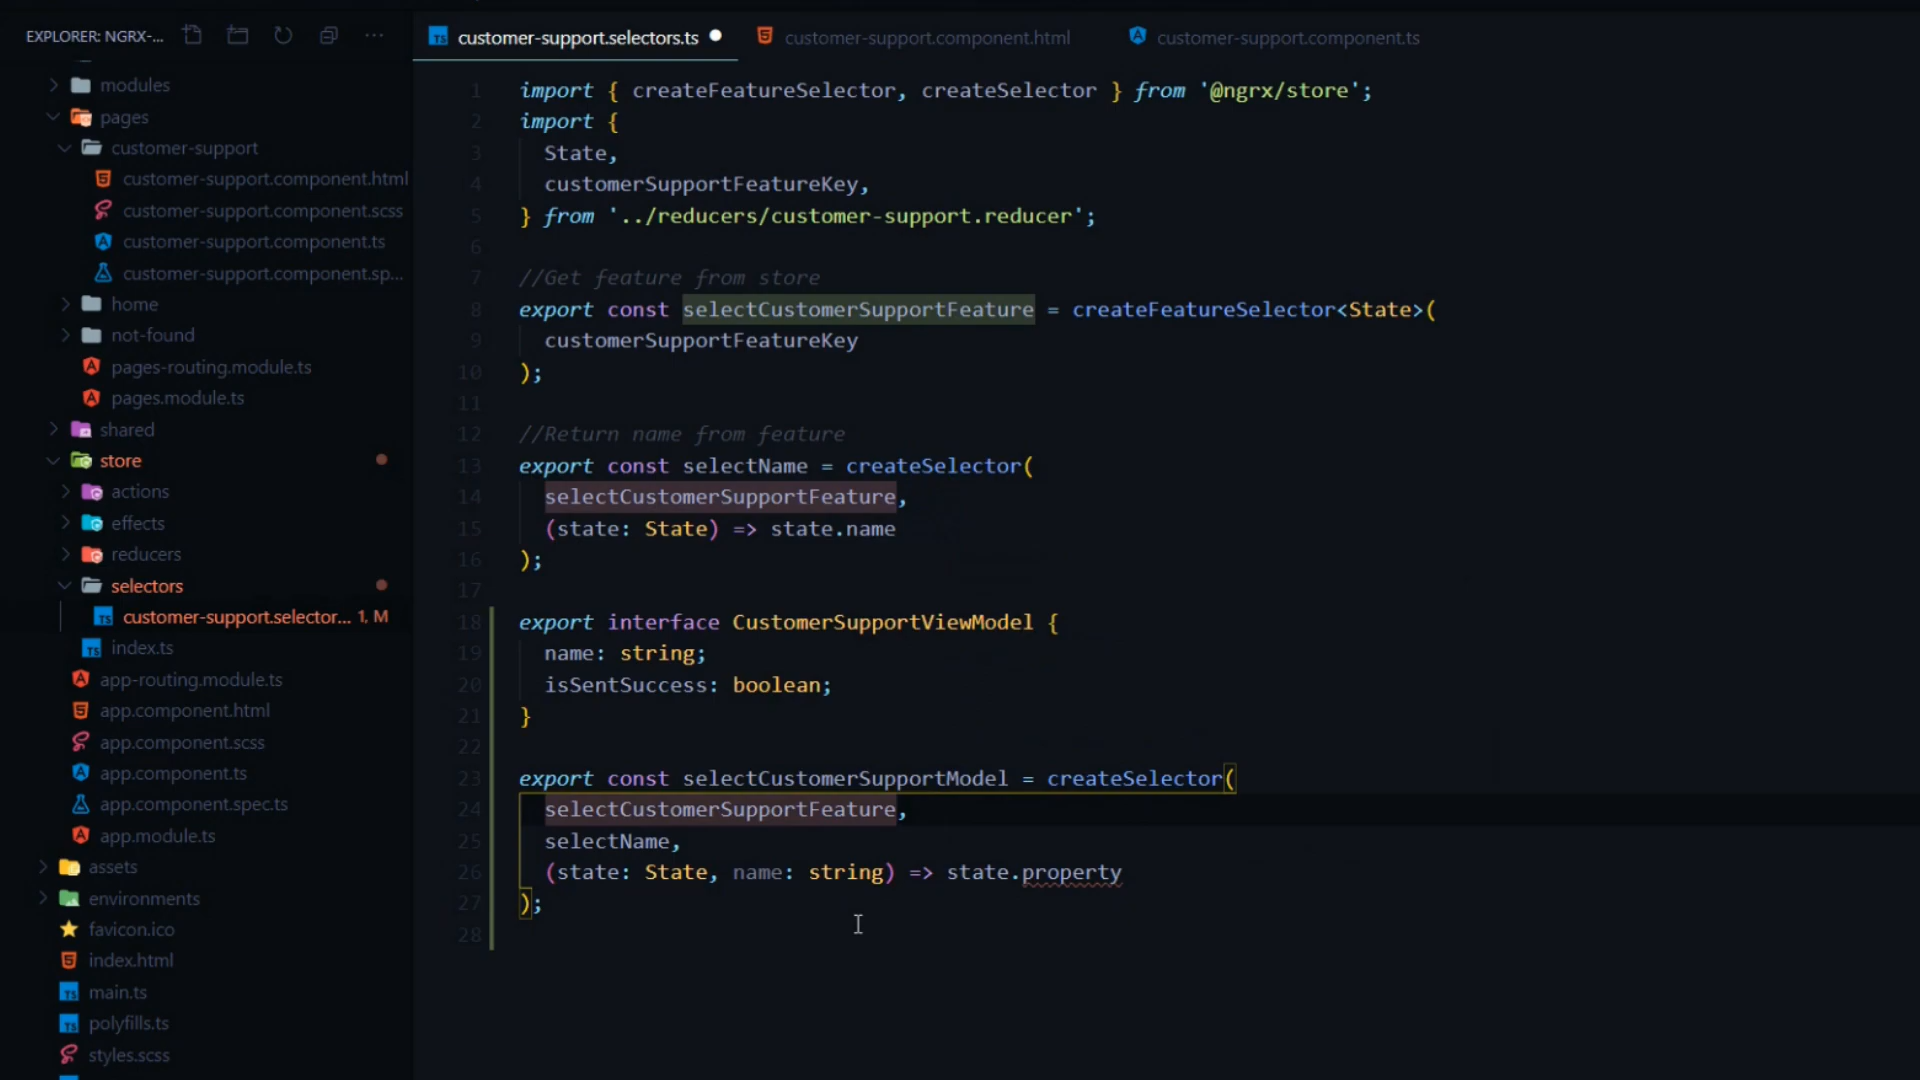 EXPLORER: NGRX-...
modules
pages
customer-support
customer-support.component.html
customer-support.component.scss
customer-support.component.ts
customer-support.component.sp...
home
not-found
pages-routing.module.ts
pages.module.ts
shared
store
actions
effects
reducers
selectors
customer-support.selector... 1, M
index.ts
app-routing.module.ts
app.component.html
app.component.scss
app.component.ts
app.component.spec.ts
app.module.ts
assets
environments
favicon.ico
index.html
main.ts
polyfills.ts
styles.scss
customer-support.selectors.ts customer-support.component.html customer-support.component.ts
1 import { createFeatureSelector, createSelector } from '@ngrx/store';
2 import {
3 State,
4 customerSupportFeatureKey,
5 } from '../reducers/customer-support.reducer';
6
7 //Get feature from store
8 export const selectCustomerSupportFeature = createFeatureSelector<State>(
9 customerSupportFeatureKey
10 );
11
12 //Return name from feature
13 export const selectName = createSelector(
14 selectCustomerSupportFeature,
15 (state: State) => state.name
16 );
17
18 export interface CustomerSupportViewModel {
19 name: string;
20 isSentSuccess: boolean;
21 }
22
23 export const selectCustomerSupportModel = createSelector(
24 selectCustomerSupportFeature,
25 selectName,
26 (state: State, name: string) => state.property
27 );
28